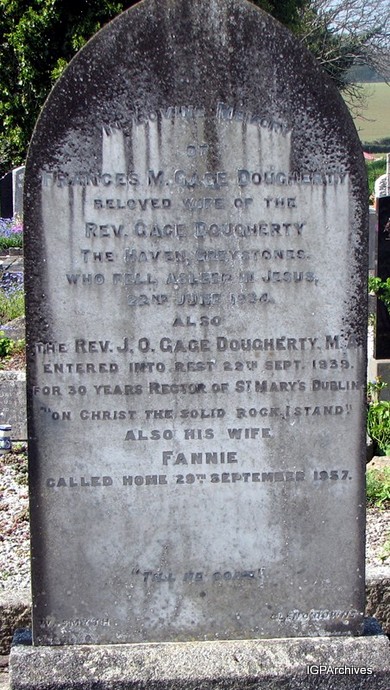 IN LOVING MEMORY
OF
FRANCES M. GAGE DOUGHERTY
BELOVED WIFE OF THE
REV. GAGE DOUGHERTY
THE HAVEN, GREYSTONES.
WHO FELL ASLEEP IN JESUS,
22ND JUNE 1934.
ALSO
THE REV. J. O. GAGE DOUGHERTY, M.A.
ENTERED INTO REST 22ND SEPT. 1939.
FOR 30 YEARS RECTOR OF ST MARY'S DUBLIN
"ON CHRIST THE SOLID ROCK, I STAND"
ALSO HIS WIFE
FANNIE
CALLED HOME 29TH SEPTEMBER 1957.
"TILL HE COME"
IGPArchives